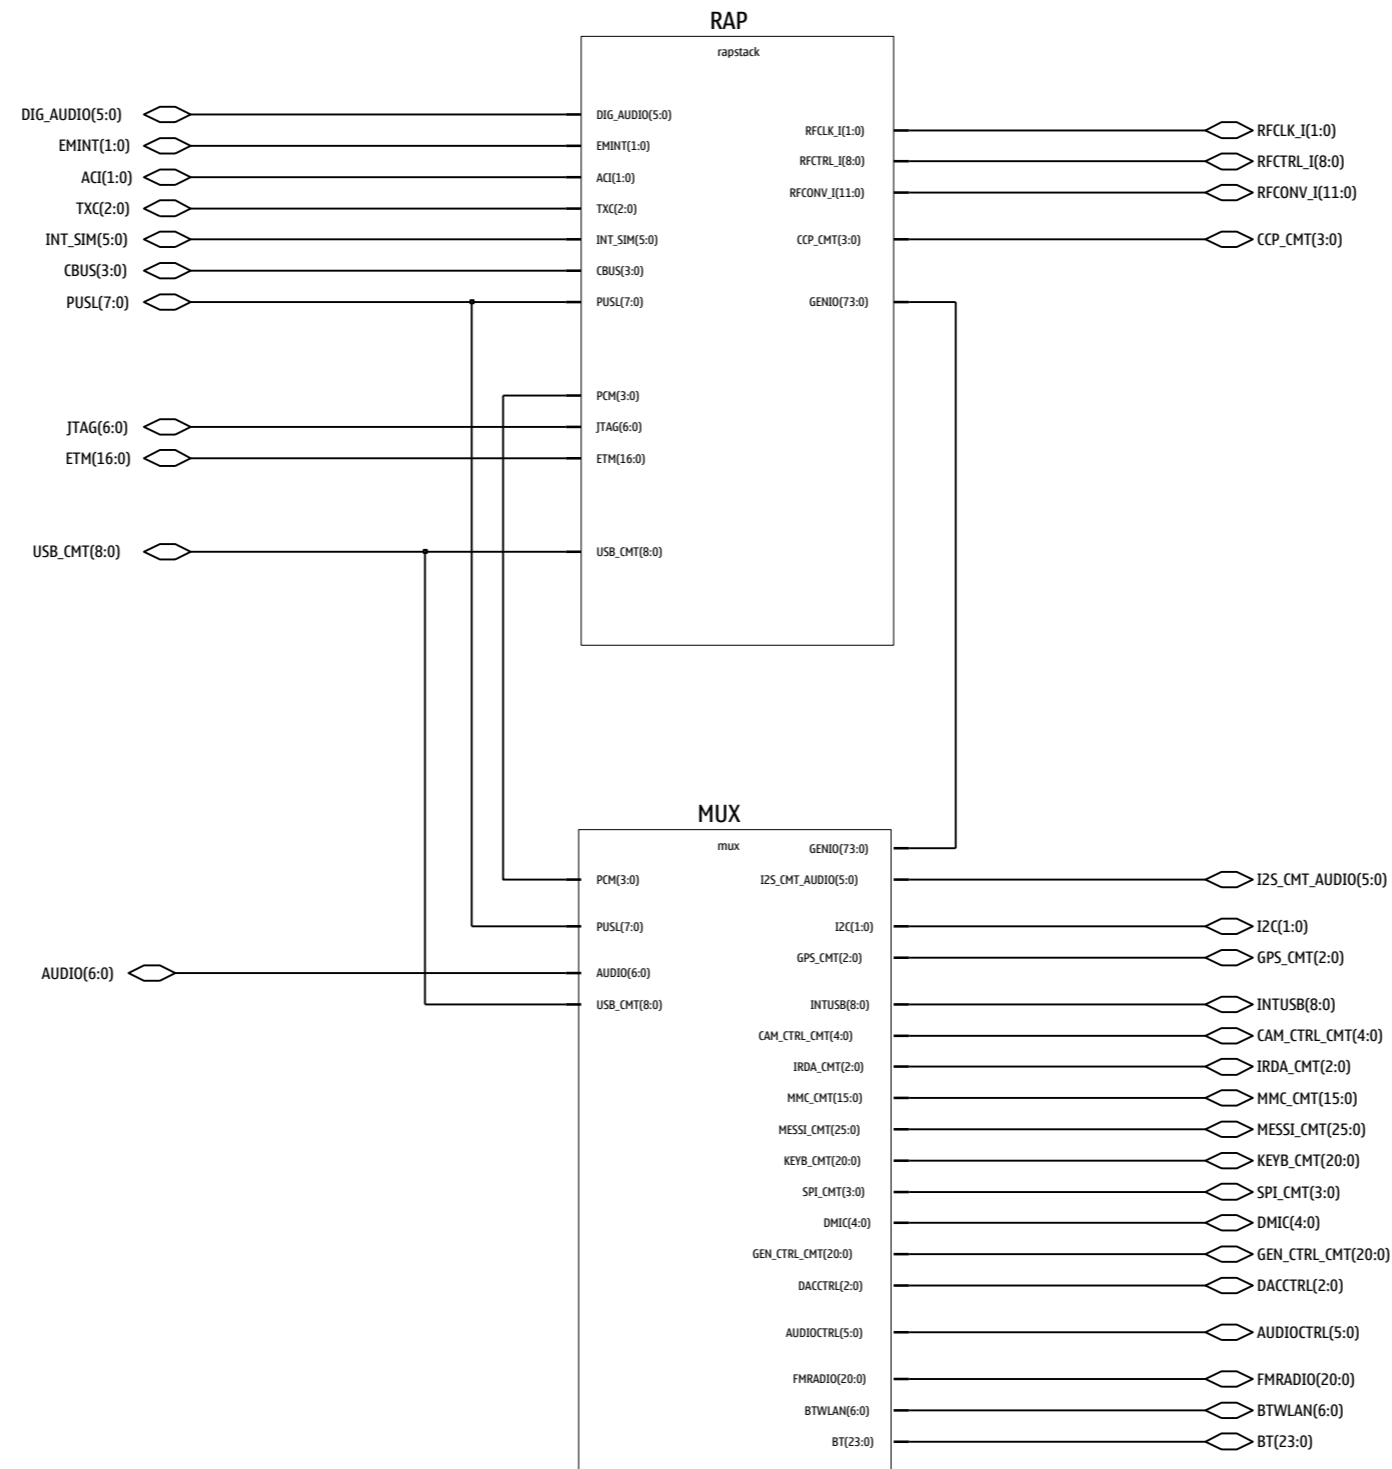 RAP
rapstack
DIG_AUDIO(5:0) DIG_AUDIO(5:0)
RFCLK_I(1:0) RFCLK_I(1:0)
EMINT(1:0) EMINT(1:0)
RFCTRL_I(8:0) RFCTRL_I(8:0)
ACI(1:0) ACI(1:0)
RFCONV_I(11:0) RFCONV_I(11:0)
TXC(2:0) TXC(2:0)
INT_SIM(5:0) INT_SIM(5:0) CCP_CMT(3:0) CCP_CMT(3:0)
CBUS(3:0) CBUS(3:0)
PUSL(7:0) PUSL(7:0) GENIO(73:0)
PCM(3:0)
JTAG(6:0) JTAG(6:0)
ETM(16:0) ETM(16:0)
USB_CMT(8:0) USB_CMT(8:0)
MUX
mux GENIO(73:0)
PCM(3:0) I2S_CMT_AUDIO(5:0) I2S_CMT_AUDIO(5:0)
PUSL(7:0) I2C(1:0) I2C(1:0)
GPS_CMT(2:0) GPS_CMT(2:0)
AUDIO(6:0) AUDIO(6:0)
USB_CMT(8:0) INTUSB(8:0) INTUSB(8:0)
CAM_CTRL_CMT(4:0) CAM_CTRL_CMT(4:0)
IRDA_CMT(2:0) IRDA_CMT(2:0)
MMC_CMT(15:0) MMC_CMT(15:0)
MESSI_CMT(25:0) MESSI_CMT(25:0)
KEYB_CMT(20:0) KEYB_CMT(20:0)
SPI_CMT(3:0) SPI_CMT(3:0)
DMIC(4:0) DMIC(4:0)
GEN_CTRL_CMT(20:0) GEN_CTRL_CMT(20:0)
DACCTRL(2:0) DACCTRL(2:0)
AUDIOCTRL(5:0) AUDIOCTRL(5:0)
FMRADIO(20:0) FMRADIO(20:0)
BTWLAN(6:0) BTWLAN(6:0)
BT(23:0) BT(23:0)